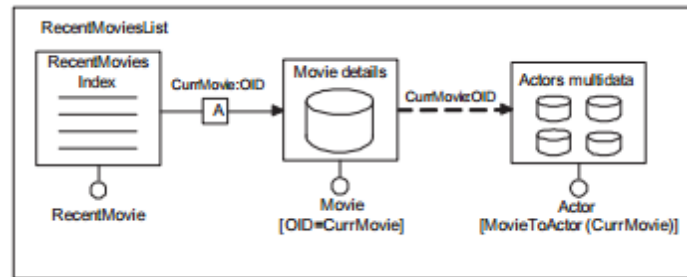 RecentMoviesList
RecentMovies
Index
CurrMovie:OID
A
RecentMovie
Movie details
Movie
[OID=CurrMovie]
CurrMovie:OID
Actors multidata
Actor
[MovieToActor (CurrMovie)]